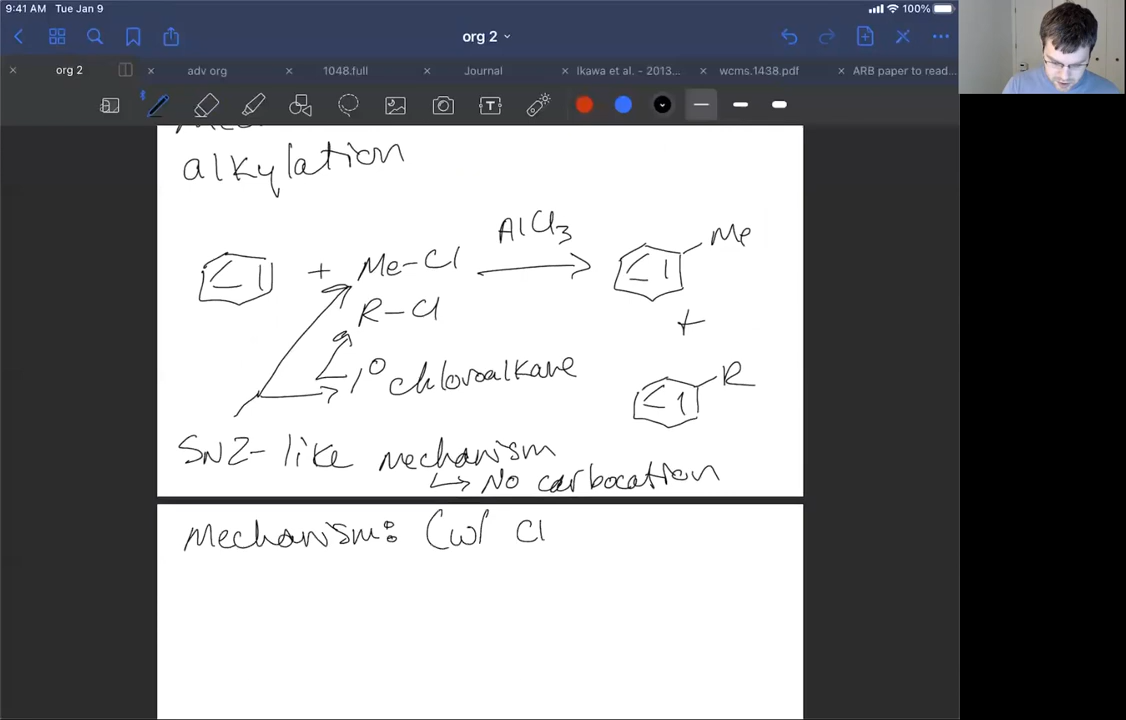 9:41 AM Tue Jan 9
100%
org 2
org 2
adv org
1048.full
Journal
Ikawa et al. - 2013...
wcms.1438.pdf
ARB paper to read...
T
alkylation
+ Me-Cl AlCl3 Me
R-Cl
+
1° chloroalkane R
SN2-like mechanism
↳ No carbocation
Mechanism: (w/ Cl